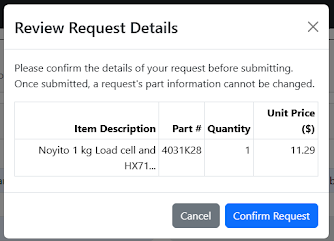 Review Request Details
Please confirm the details of your request before submitting.
Once submitted, a request's part information cannot be changed.
Item Description Part # Quantity Unit Price ($)
Noyito 1 kg Load cell and HX71... 4031K28 1 11.29
Cancel Confirm Request